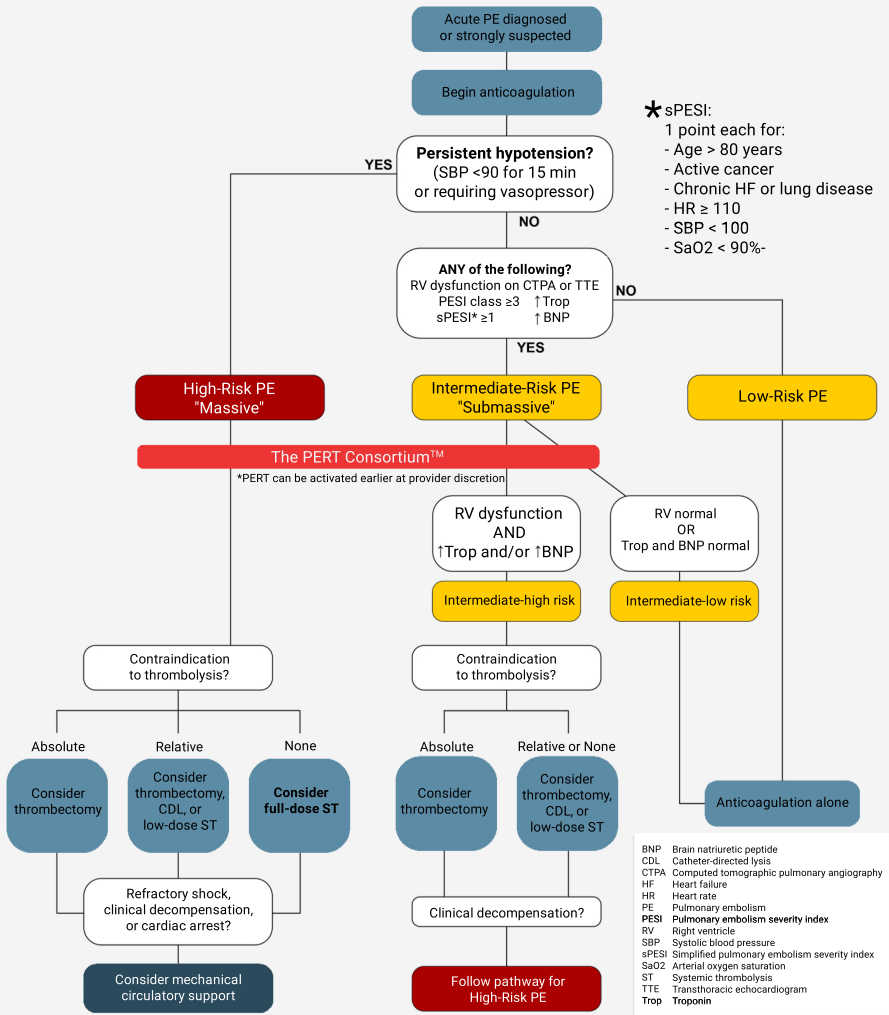 Acute PE diagnosed
or strongly suspected
Begin anticoagulation
*sPESI:
1 point each for:
- Age > 80 years
- Active cancer
- Chronic HF or lung disease
- HR ≥ 110
- SBP < 100
- SaO2 < 90%-
Persistent hypotension?
(SBP <90 for 15 min
or requiring vasopressor)
YES
NO
ANY of the following?
RV dysfunction on CTPA or TTE
PESI class ≥3 ↑Trop
sPESI* ≥1 ↑BNP
NO
YES
High-Risk PE
"Massive"
Intermediate-Risk PE
"Submassive"
Low-Risk PE
The PERT Consortium™
*PERT can be activated earlier at provider discretion
RV dysfunction
AND
↑Trop and/or ↑BNP
RV normal
OR
Trop and BNP normal
Intermediate-high risk
Intermediate-low risk
Contraindication
to thrombolysis?
Contraindication
to thrombolysis?
Absolute
Relative
None
Absolute
Relative or None
Consider
thrombectomy
Consider
thrombectomy,
CDL, or
low-dose ST
Consider
full-dose ST
Consider
thrombectomy
Consider
thrombectomy,
CDL, or
low-dose ST
Anticoagulation alone
Refractory shock,
clinical decompensation,
or cardiac arrest?
Clinical decompensation?
Consider mechanical
circulatory support
Follow pathway for
High-Risk PE
BNP Brain natriuretic peptide
CDL Catheter-directed lysis
CTPA Computed tomographic pulmonary angiography
HF Heart failure
HR Heart rate
PE Pulmonary embolism
PESI Pulmonary embolism severity index
RV Right ventricle
SBP Systolic blood pressure
sPESI Simplified pulmonary embolism severity index
SaO2 Arterial oxygen saturation
ST Systemic thrombolysis
TTE Transthoracic echocardiogram
Trop Troponin